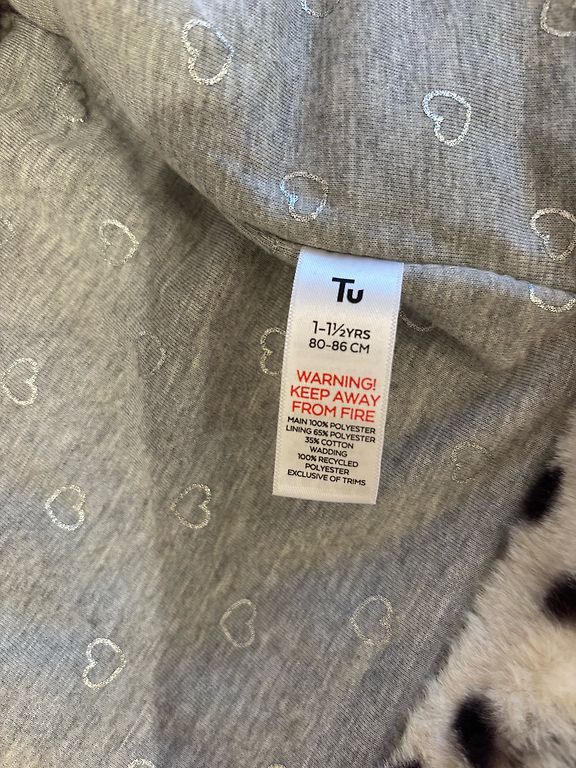 Tu
1-1½YRS
80-86 CM
WARNING!
KEEP AWAY
FROM FIRE
MAIN 100% POLYESTER
LINING 65% POLYESTER
35% COTTON
WADDING
100% RECYCLED
POLYESTER
EXCLUSIVE OF TRIMS